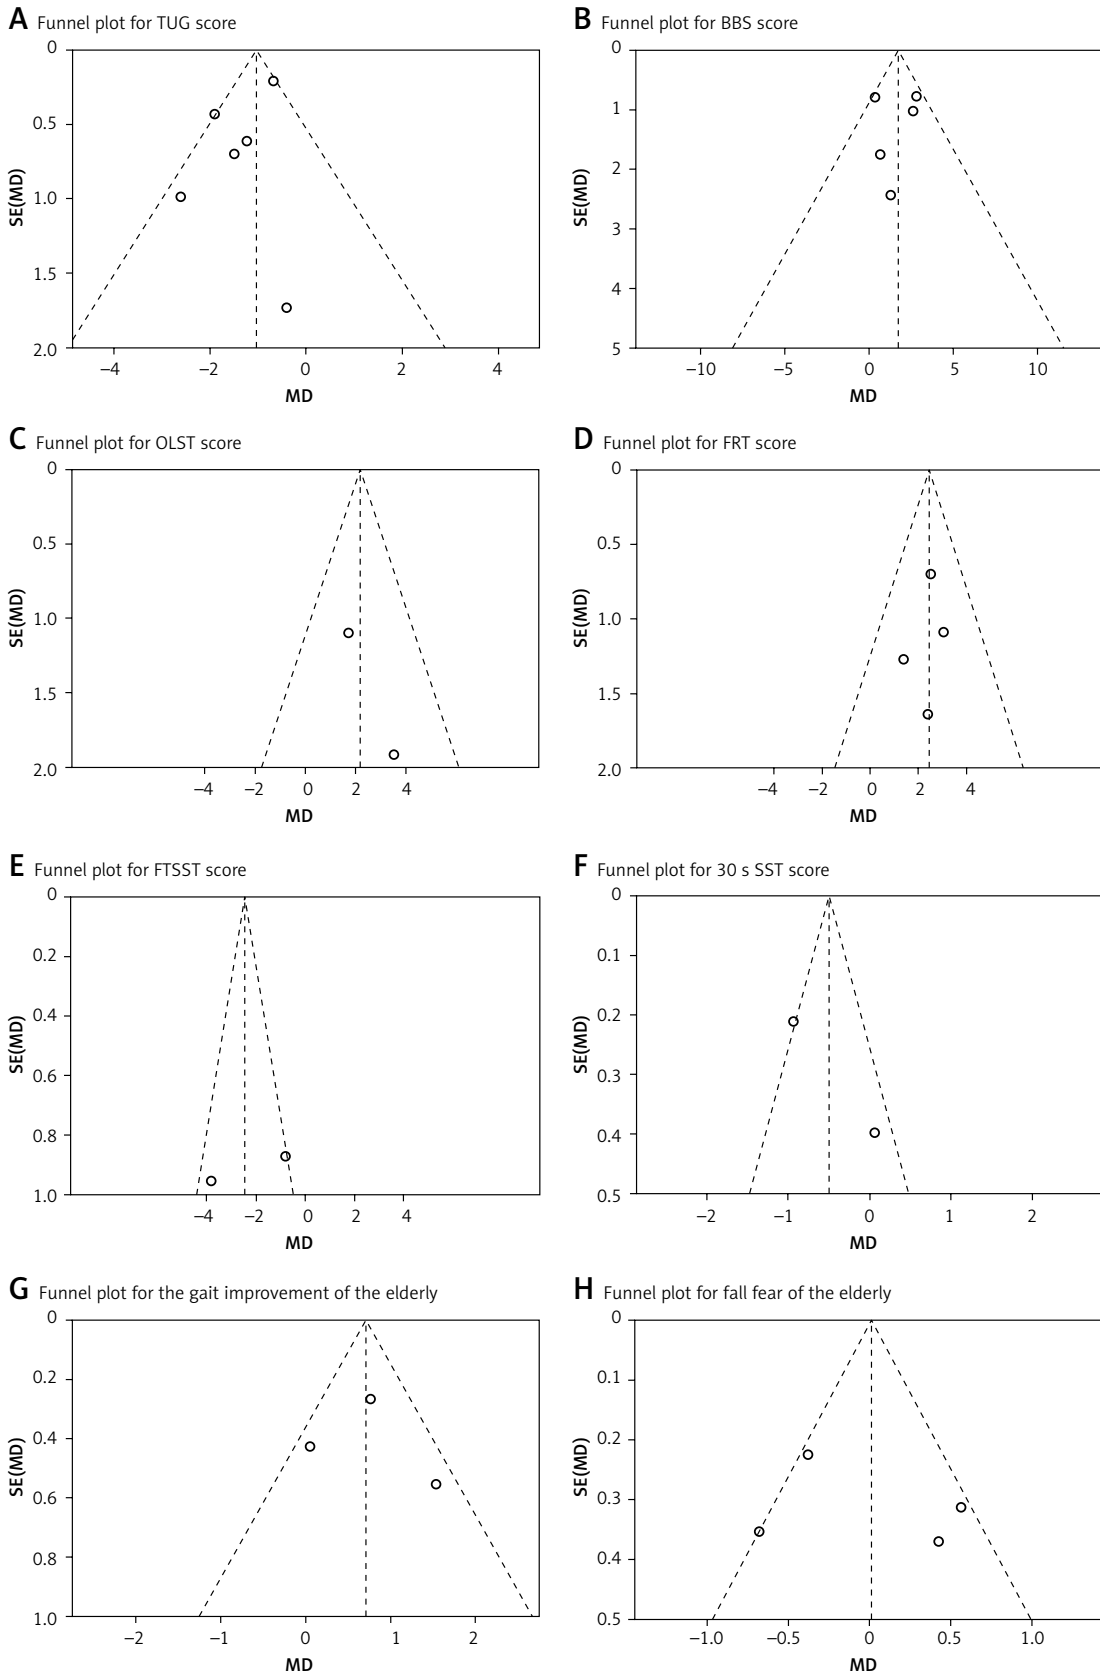 A Funnel plot for TUG score
0
0.5
1.0
1.5
2.0
SE(MD)
−4 −2 0 2 4
MD
B Funnel plot for BBS score
0
1
2
3
4
5
SE(MD)
−10 −5 0 5 10
MD
C Funnel plot for OLST score
0
0.5
1.0
1.5
2.0
SE(MD)
−4 −2 0 2 4
MD
D Funnel plot for FRT score
0
0.5
1.0
1.5
2.0
SE(MD)
−4 −2 0 2 4
MD
E Funnel plot for FTSST score
0
0.2
0.4
0.6
0.8
1.0
SE(MD)
−4 −2 0 2 4
MD
F Funnel plot for 30 s SST score
0
0.1
0.2
0.3
0.4
0.5
SE(MD)
−2 −1 0 1 2
MD
G Funnel plot for the gait improvement of the elderly
0
0.2
0.4
0.6
0.8
1.0
SE(MD)
−2 −1 0 1 2
MD
H Funnel plot for fall fear of the elderly
0
0.1
0.2
0.3
0.4
0.5
SE(MD)
−1.0 −0.5 0 0.5 1.0
MD